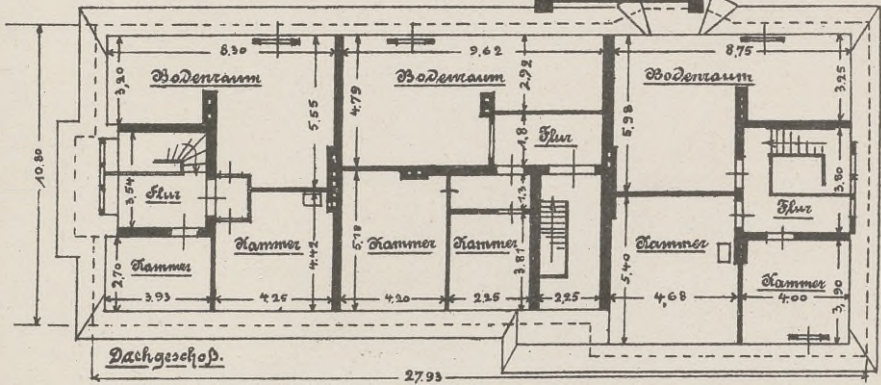 8,30
9,62
8,75
Bodenraum
Bodenraum
Bodenraum
3,20
5,55
4,79
2,92
5,98
3,25
1,8
Flur
10,80
3,54
Flur
1,3
3,80
Flur
Kammer
Kammer
Kammer
Kammer
Kammer
Kammer
2,70
4,42
5,18
3,81
5,40
3,90
3,93
4,25
4,20
2,25
2,25
4,68
4,00
Dachgeschoß.
27,93